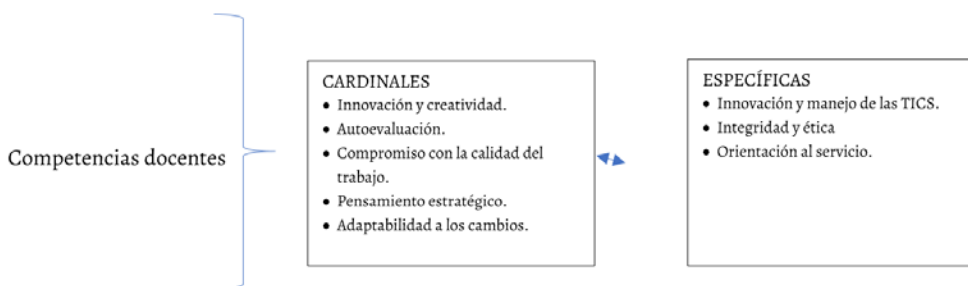 Competencias docentes
CARDINALES
• Innovación y creatividad.
• Autoevaluación.
• Compromiso con la calidad del
trabajo.
• Pensamiento estratégico.
• Adaptabilidad a los cambios.
ESPECÍFICAS
• Innovación y manejo de las TICS.
• Integridad y ética
• Orientación al servicio.